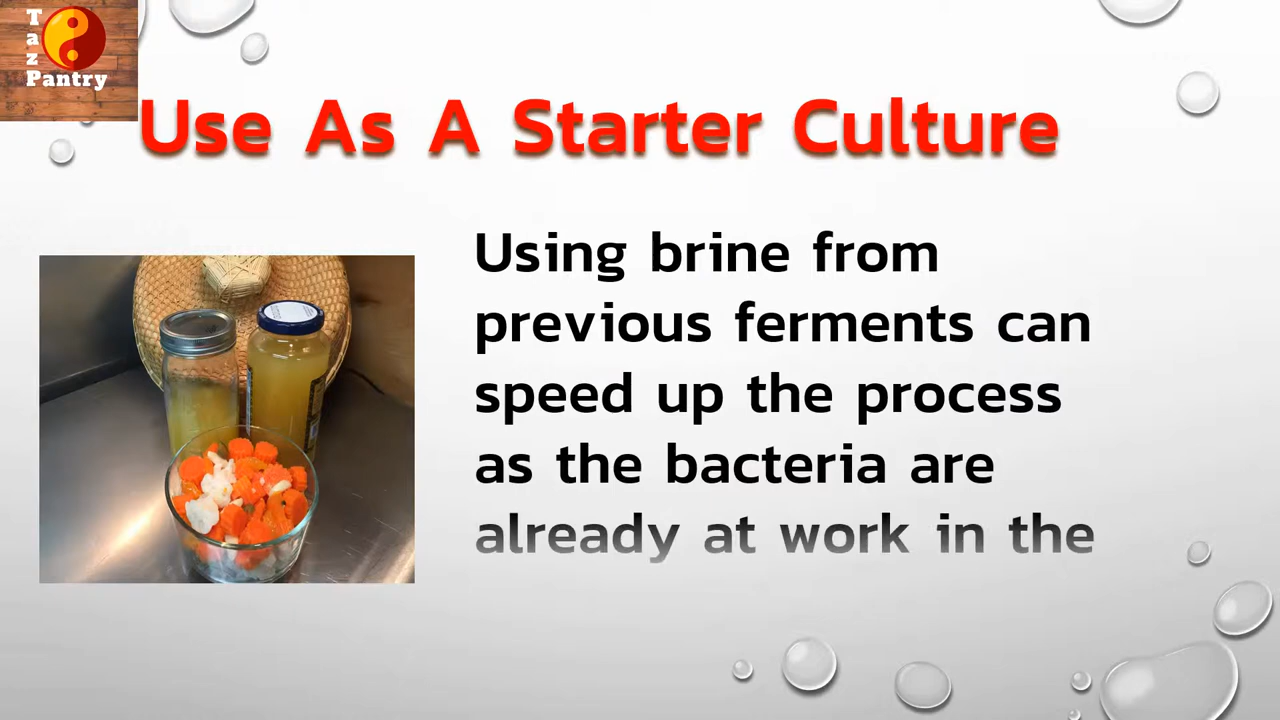 Taz
Pantry
Use As A Starter Culture
Using brine from
previous ferments can
speed up the process
as the bacteria are
already at work in the